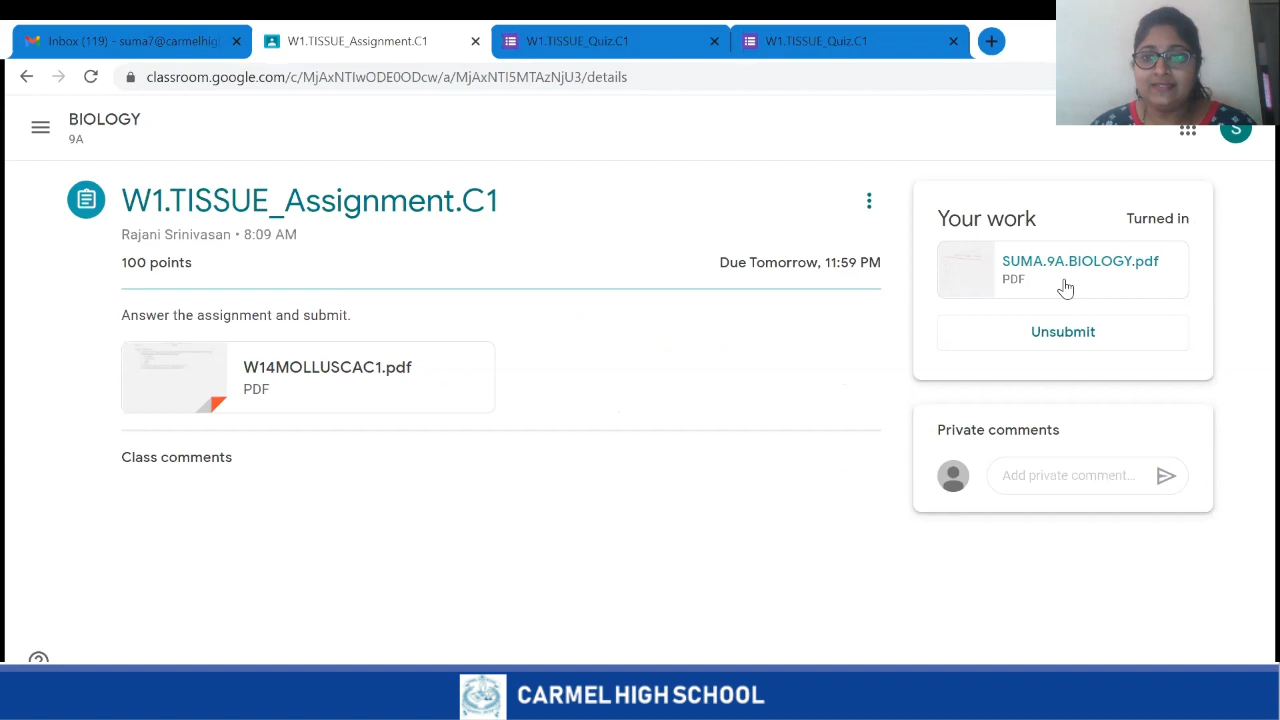 Inbox (119) - suma7@carmelhig
W1.TISSUE_Assignment.C1
W1.TISSUE_Quiz.C1
W1.TISSUE_Quiz.C1
classroom.google.com/c/MjAxNTIwODE0ODcw/a/MjAxNTI5MTAzNjU3/details
BIOLOGY
9A
S
W1.TISSUE_Assignment.C1
Rajani Srinivasan • 8:09 AM
100 points
Due Tomorrow, 11:59 PM
Answer the assignment and submit.
W14MOLLUSCAC1.pdf
PDF
Class comments
Your work
Turned in
SUMA.9A.BIOLOGY.pdf
PDF
Unsubmit
Private comments
Add private comment...
CARMEL HIGH SCHOOL